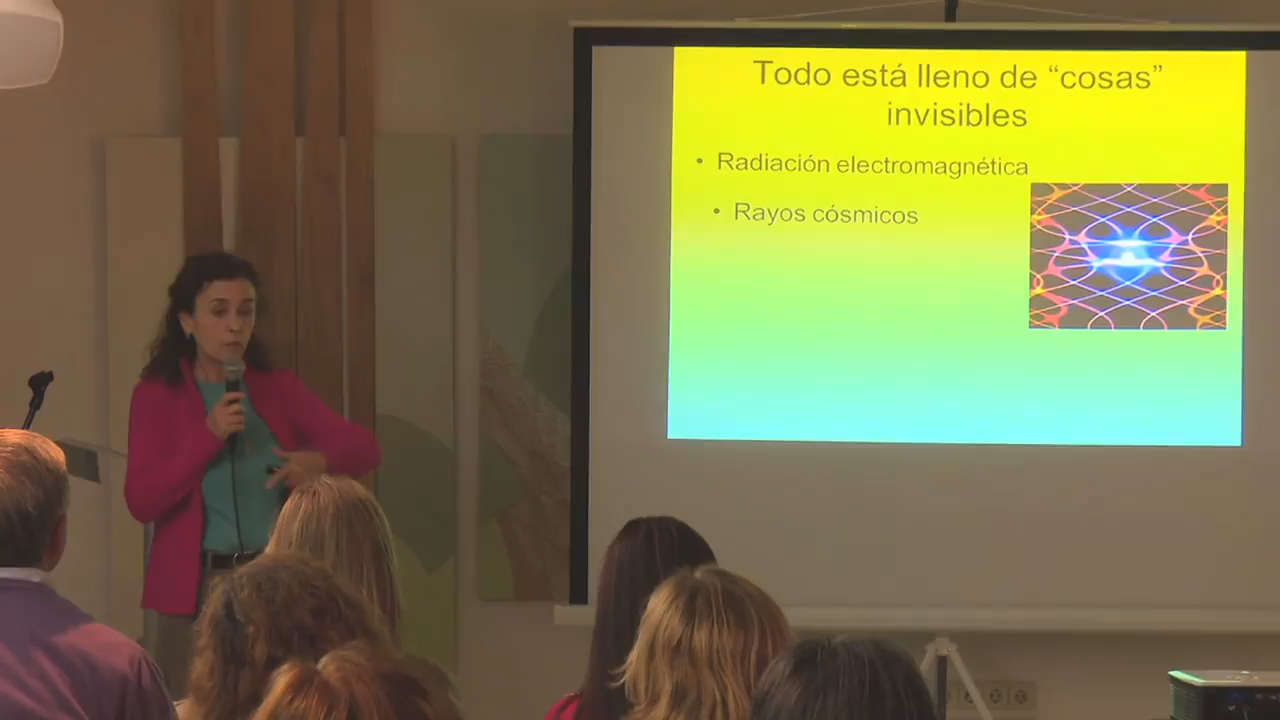 Todo está lleno de “cosas”
invisibles
• Radiación electromagnética
• Rayos cósmicos